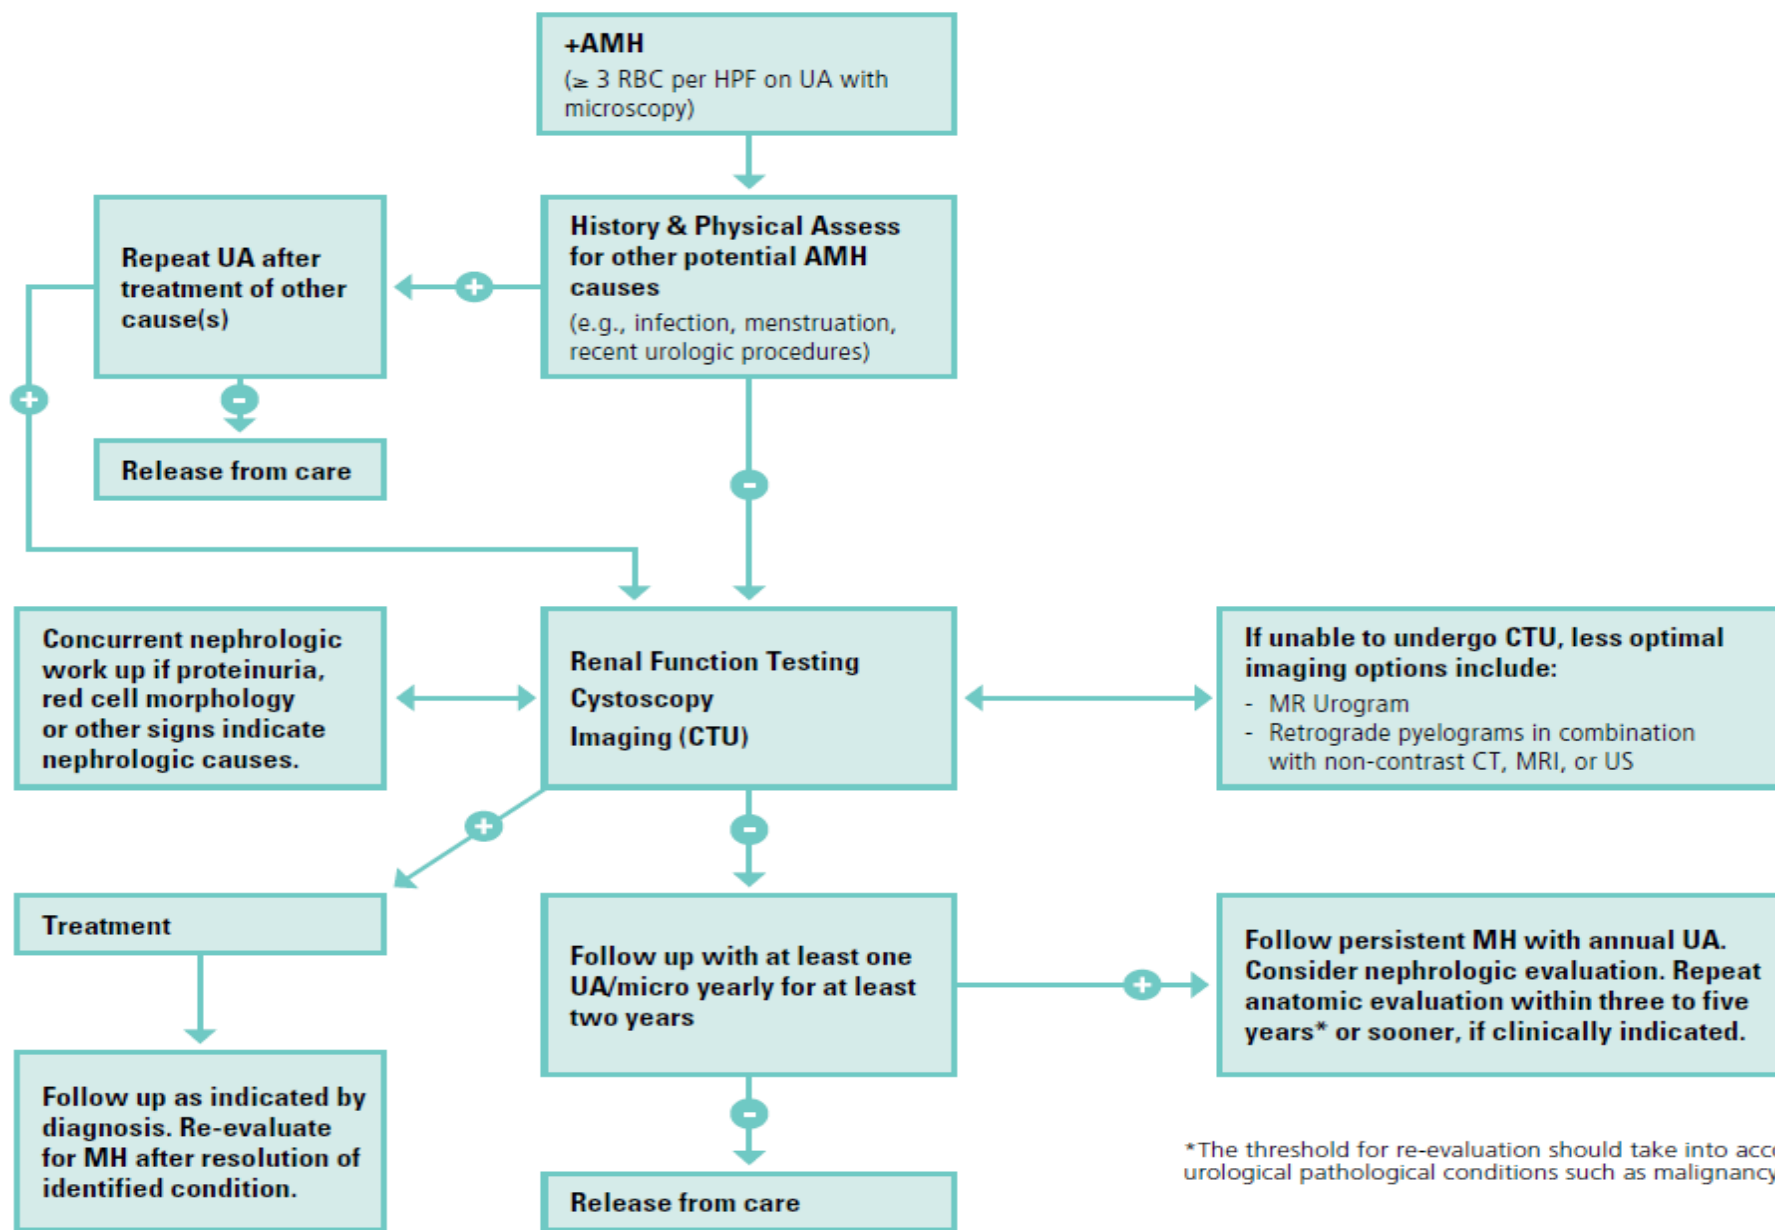 +AMH
(≥ 3 RBC per HPF on UA with
microscopy)
History & Physical Assess
for other potential AMH
causes
(e.g., infection, menstruation,
recent urologic procedures)
+
Repeat UA after
treatment of other
cause(s)
+
-
Release from care
-
Concurrent nephrologic
work up if proteinuria,
red cell morphology
or other signs indicate
nephrologic causes.
Renal Function Testing
Cystoscopy
Imaging (CTU)
If unable to undergo CTU, less optimal
imaging options include:
- MR Urogram
- Retrograde pyelograms in combination
with non-contrast CT, MRI, or US
+
-
Treatment
Follow up with at least one
UA/micro yearly for at least
two years
+
Follow persistent MH with annual UA.
Consider nephrologic evaluation. Repeat
anatomic evaluation within three to five
years* or sooner, if clinically indicated.
Follow up as indicated by
diagnosis. Re-evaluate
for MH after resolution of
identified condition.
-
Release from care
*The threshold for re-evaluation should take into
urological pathological conditions such as malignancy